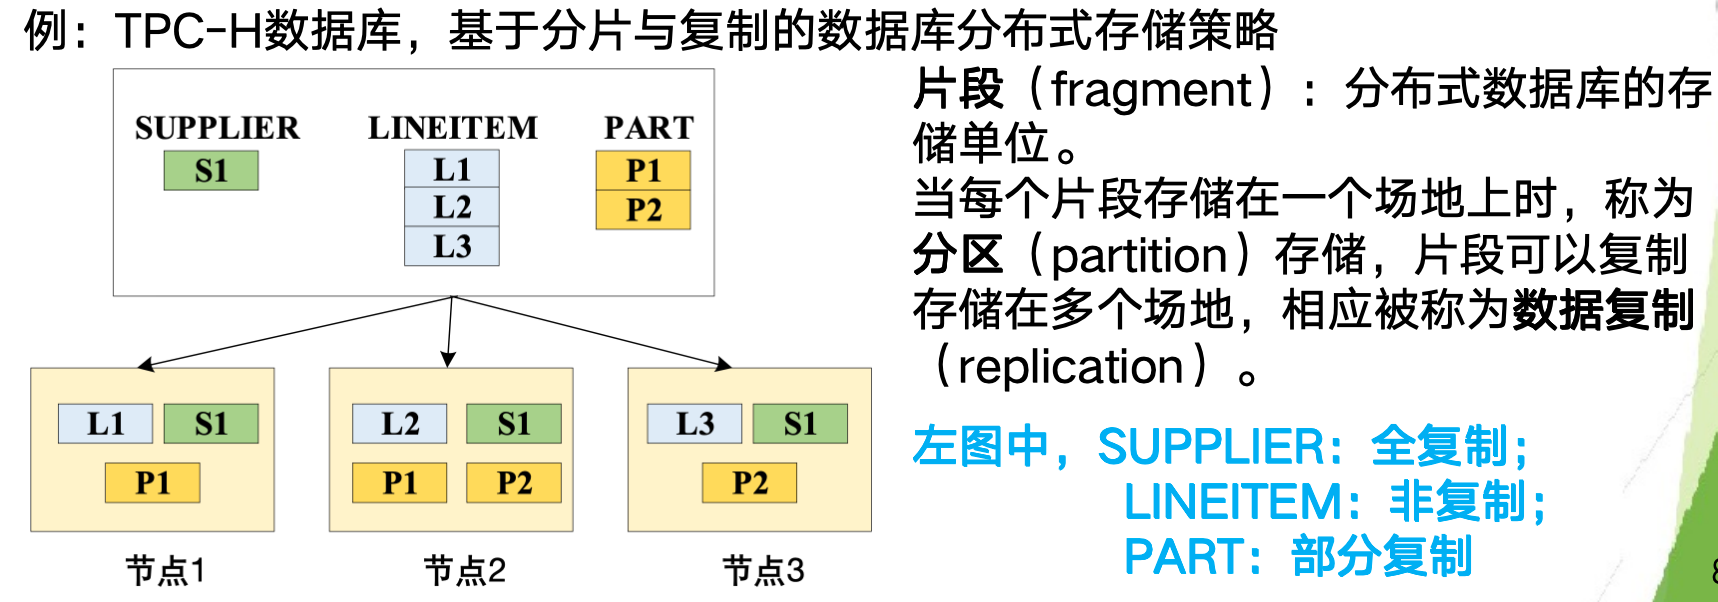 例：TPC-H数据库，基于分片与复制的数据库分布式存储策略
SUPPLIER LINEITEM PART
S1 L1 P1
L2 P2
L3
L1 S1 L2 S1 L3 S1
P1 P1 P2 P2
节点1 节点2 节点3
片段（fragment）：分布式数据库的存
储单位。
当每个片段存储在一个场地上时，称为
分区（partition）存储，片段可以复制
存储在多个场地，相应被称为数据复制
（replication）。
左图中，SUPPLIER：全复制；
LINEITEM：非复制；
PART：部分复制